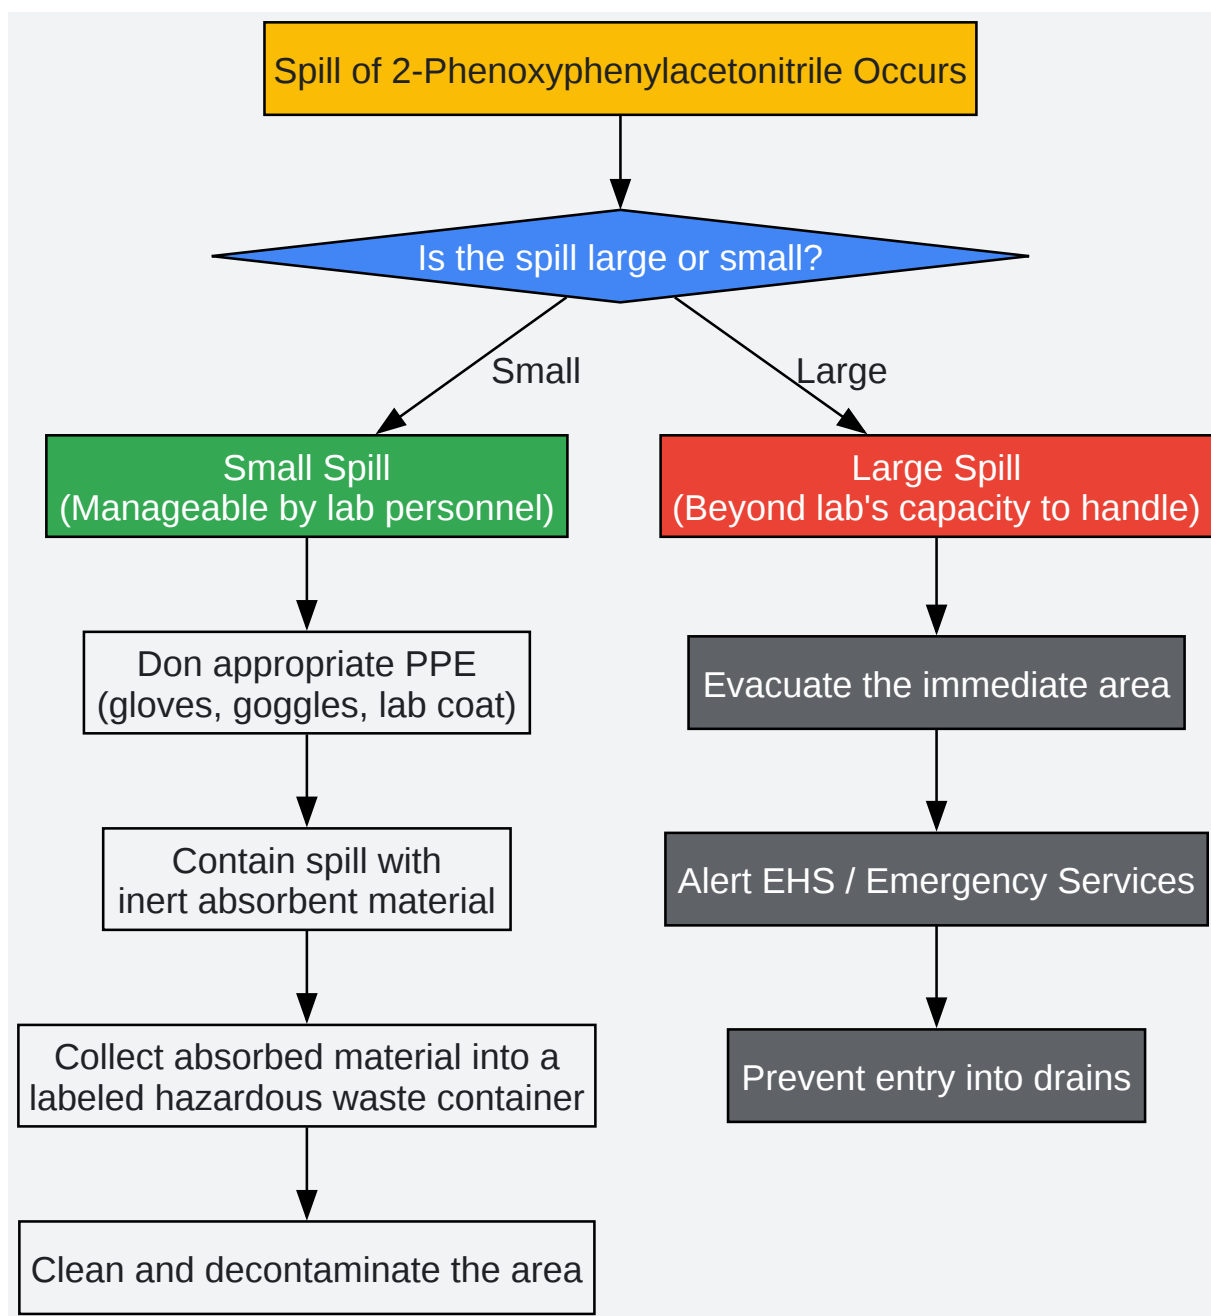 Spill of 2-Phenoxyphenylacetonitrile Occurs
Is the spill large or small?
Small
Large
Small Spill
(Manageable by lab personnel)
Large Spill
(Beyond lab's capacity to handle)
Don appropriate PPE
(gloves, goggles, lab coat)
Evacuate the immediate area
Contain spill with
inert absorbent material
Alert EHS / Emergency Services
Collect absorbed material into a
labeled hazardous waste container
Prevent entry into drains
Clean and decontaminate the area